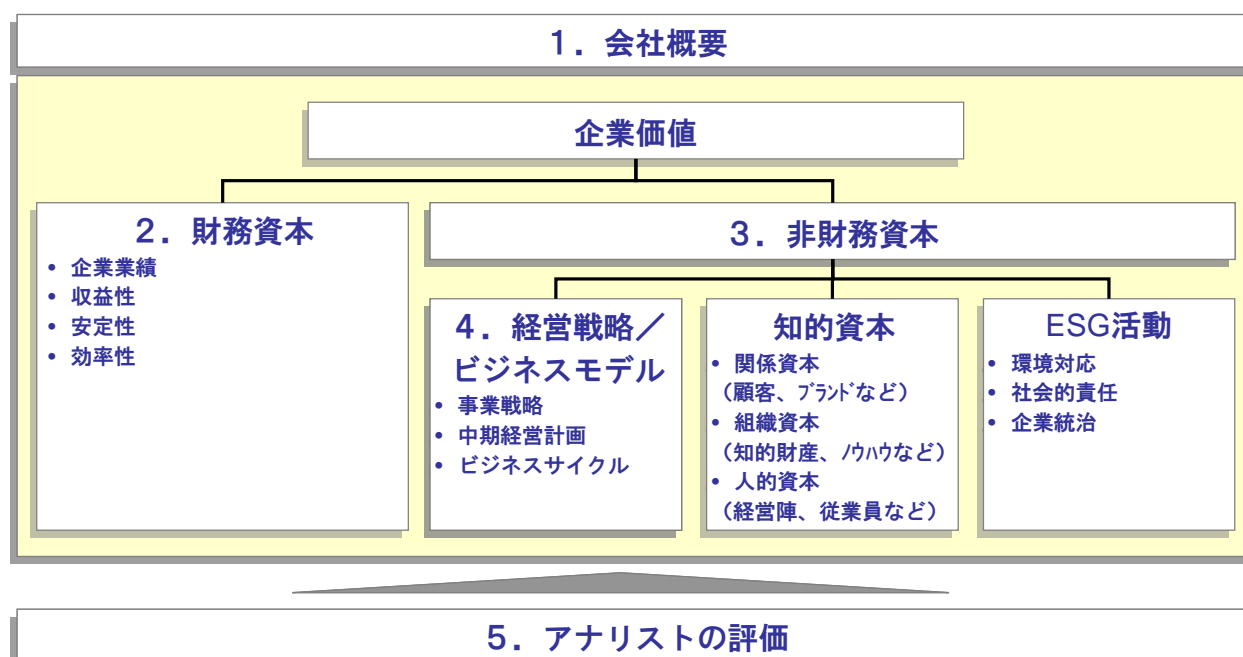 １．会社概要
企業価値
２．財務資本
• 企業業績
• 収益性
• 安定性
• 効率性
３．非財務資本
４．経営戦略／
ビジネスモデル
• 事業戦略
• 中期経営計画
• ビジネスサイクル
知的資本
• 関係資本
（顧客、ﾌﾞﾗﾝﾄﾞなど）
• 組織資本
（知的財産、ﾉｳﾊｳなど）
• 人的資本
（経営陣、従業員など）
ESG活動
• 環境対応
• 社会的責任
• 企業統治
５．アナリストの評価